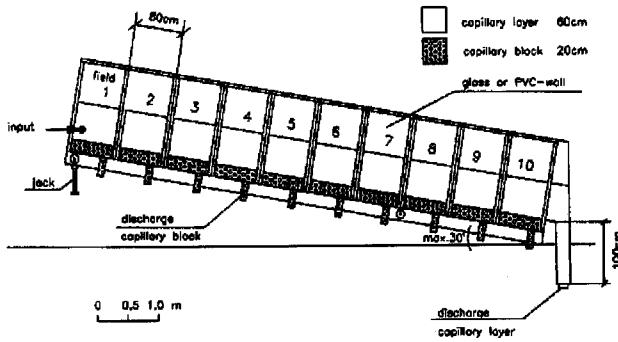 80cm
capillary layer 60cm
capillary block 20cm
glass or PVC-wall
field
1
2
3
4
5
6
7
8
9
10
input
jack
discharge
capillary block
max.30°
100cm
0 0,5 1,0 m
discharge
capillary layer